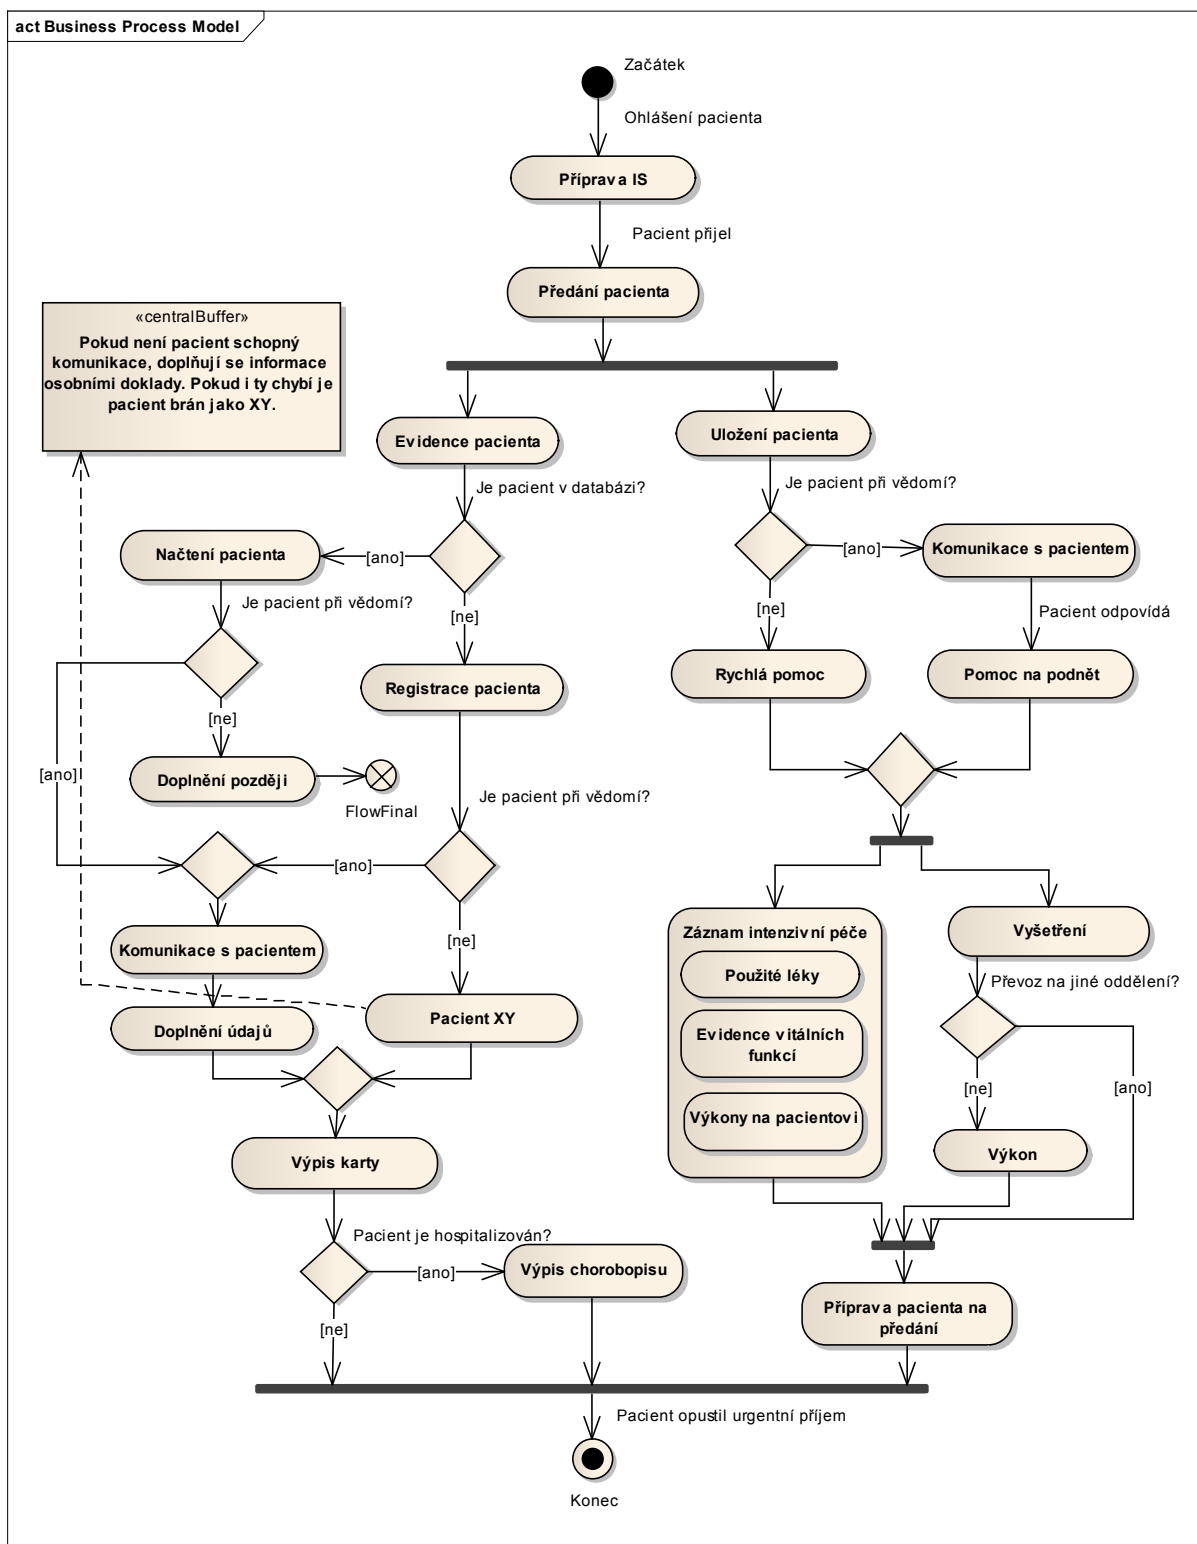 act Business Process Model
Začátek
Ohlášení pacienta
Příprava IS
Pacient přijel
Předání pacienta
«centralBuffer»
Pokud není pacient schopný
komunikace, doplňují se informace
osobními doklady. Pokud i ty chybí je
pacient brán jako XY.
Evidence pacienta
Uložení pacienta
Je pacient v databázi?
Je pacient při vědomí?
Načtení pacienta
[ano]
[ano]
Komunikace s pacientem
Je pacient při vědomí?
[ne]
[ne]
Pacient odpovídá
Registrace pacienta
Rychlá pomoc
Pomoc na podnět
[ne]
[ano]
Doplnění později
FlowFinal
Je pacient při vědomí?
[ano]
Komunikace s pacientem
[ne]
Záznam intenzivní péče
Vyšetření
Použité léky
Převoz na jiné oddělení?
Doplnění údajů
Pacient XY
Evidence vitálních
funkcí
[ne]
[ano]
Výkony na pacientovi
Výpis karty
Výkon
Pacient je hospitalizován?
[ano]
Výpis chorobopisu
[ne]
Příprava pacienta na
předání
Pacient opustil urgentní příjem
Konec